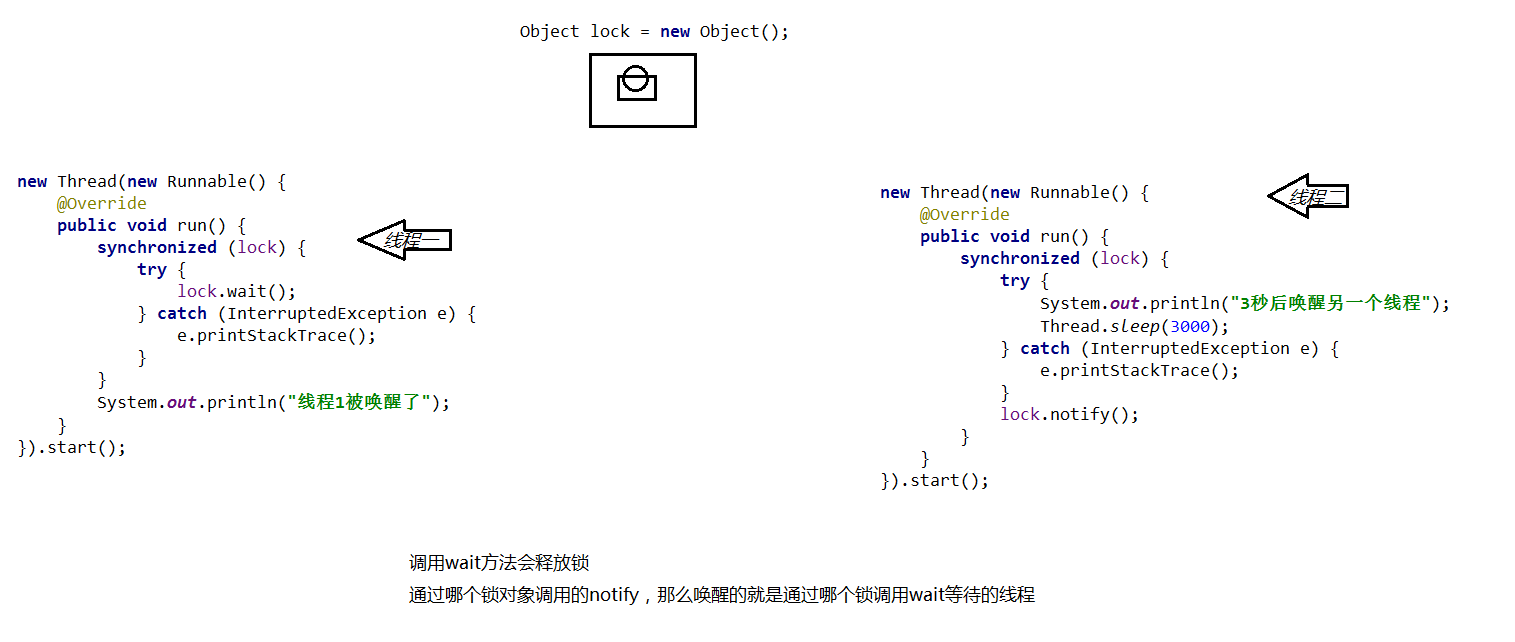 Object lock = new Object();
new Thread(new Runnable() {
    @Override
    public void run() {
        synchronized (lock) {
            try {
                lock.wait();
            } catch (InterruptedException e) {
                e.printStackTrace();
            }
        }
        System.out.println("线程1被唤醒了");
    }
}).start();
线程一
new Thread(new Runnable() {
    @Override
    public void run() {
        synchronized (lock) {
            try {
                System.out.println("3秒后唤醒另一个线程");
                Thread.sleep(3000);
            } catch (InterruptedException e) {
                e.printStackTrace();
            }
            lock.notify();
        }
    }
}).start();
线程二
调用wait方法会释放锁
通过哪个锁对象调用的notify，那么唤醒的就是通过哪个锁调用wait等待的线程